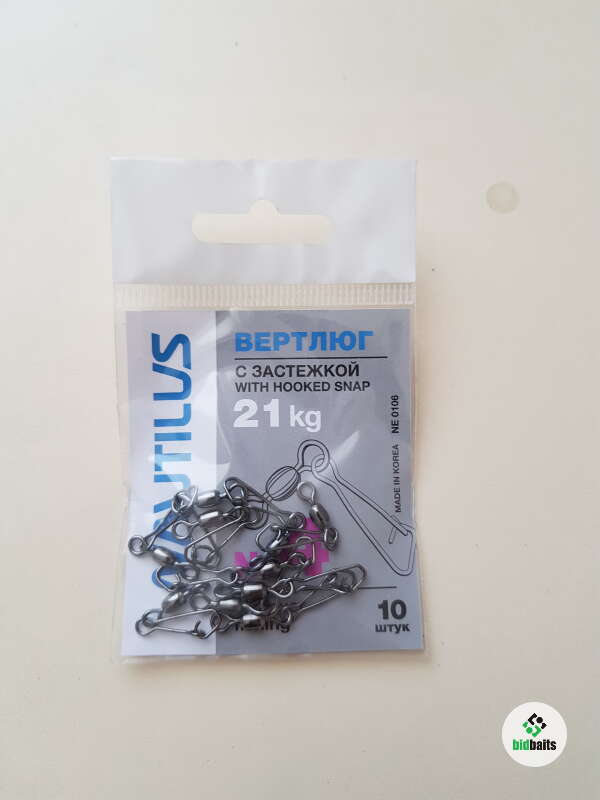 NAUTILUS
ВЕРТЛЮГ
С ЗАСТЕЖКОЙ
WITH HOOKED SNAP
21 kg
NE 0106
MADE IN KOREA
10
штук
bidbaits